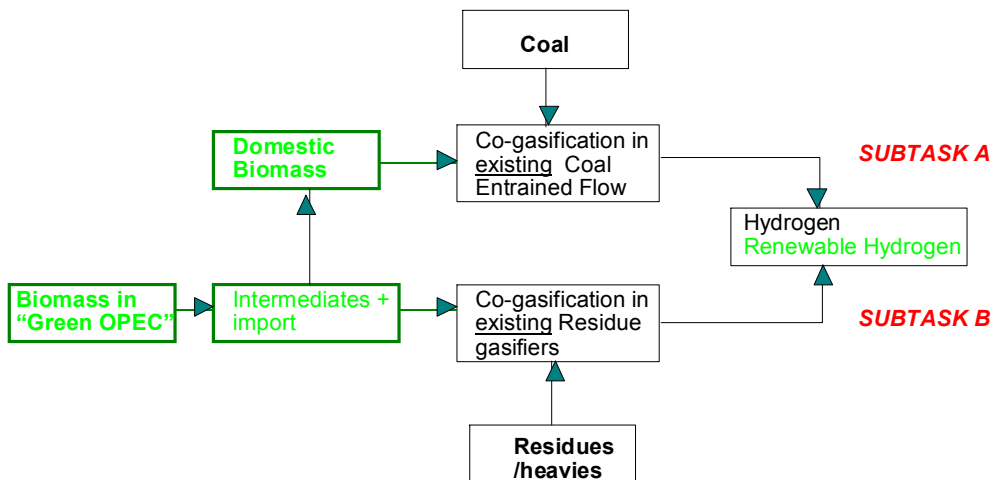 Coal
Domestic
Biomass
Co-gasification in
existing Coal
Entrained Flow
SUBTASK A
Hydrogen
Renewable Hydrogen
Biomass in
“Green OPEC”
Intermediates +
import
Co-gasification in
existing Residue
gasifiers
SUBTASK B
Residues
/heavies